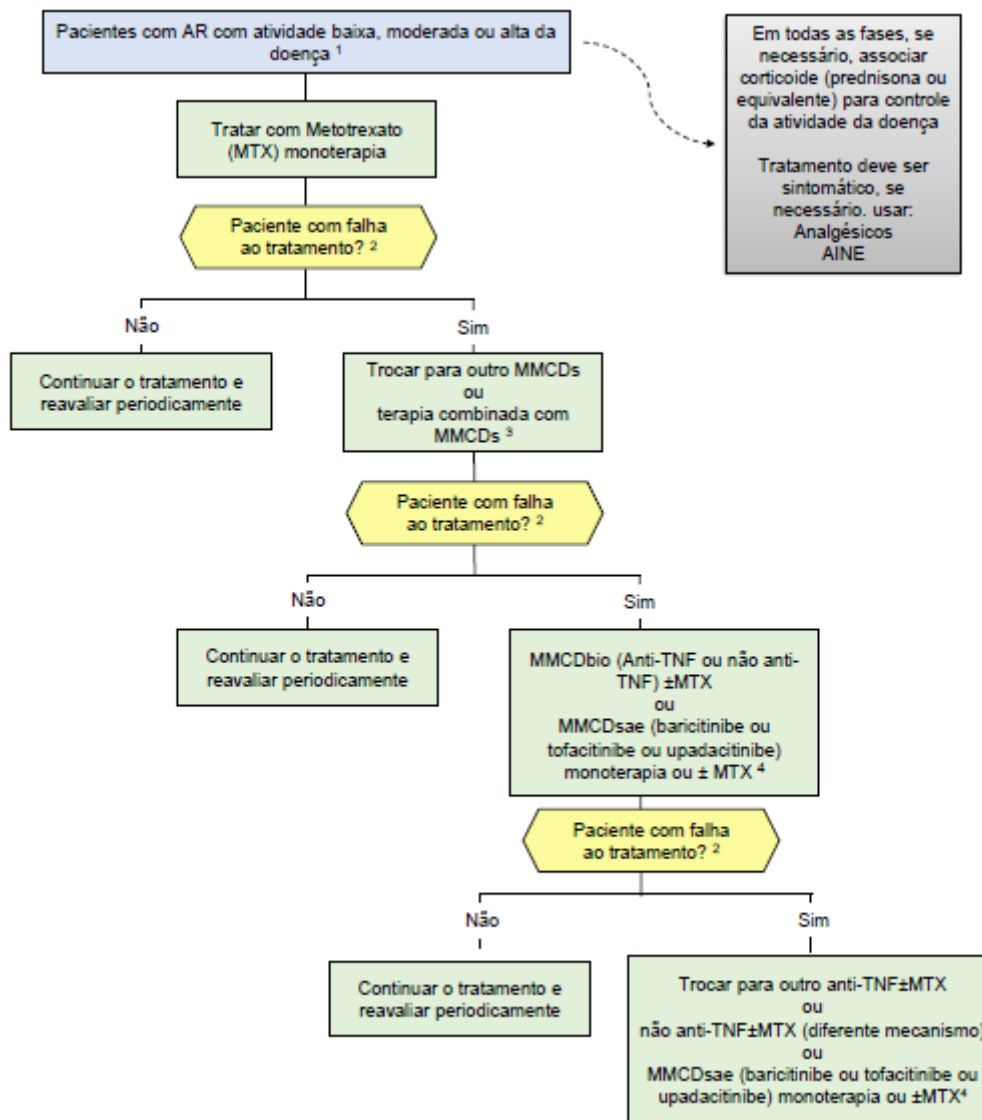 Pacientes com AR com atividade baixa, moderada ou alta da
doença ¹
Em todas as fases, se
necessário, associar
corticoide (prednisona ou
equivalente) para controle
da atividade da doença
Tratamento deve ser
sintomático, se
necessário. usar:
Analgésicos
AINE
Tratar com Metotrexato
(MTX) monoterapia
Paciente com falha
ao tratamento? ²
Não
Sim
Continuar o tratamento e
reavaliar periodicamente
Trocar para outro MMCDs
ou
terapia combinada com
MMCDs ³
Paciente com falha
ao tratamento? ²
Não
Sim
Continuar o tratamento e
reavaliar periodicamente
MMCDbio (Anti-TNF ou não anti-
TNF) ±MTX
ou
MMCDsae (baricitinibe ou
tofacitinibe ou upadacitinibe)
monoterapia ou ± MTX ⁴
Paciente com falha
ao tratamento? ²
Não
Sim
Continuar o tratamento e
reavaliar periodicamente
Trocar para outro anti-TNF±MTX
ou
não anti-TNF±MTX (diferente mecanismo)
ou
MMCDsae (baricitinibe ou tofacitinibe ou
upadacitinibe) monoterapia ou ±MTX⁴